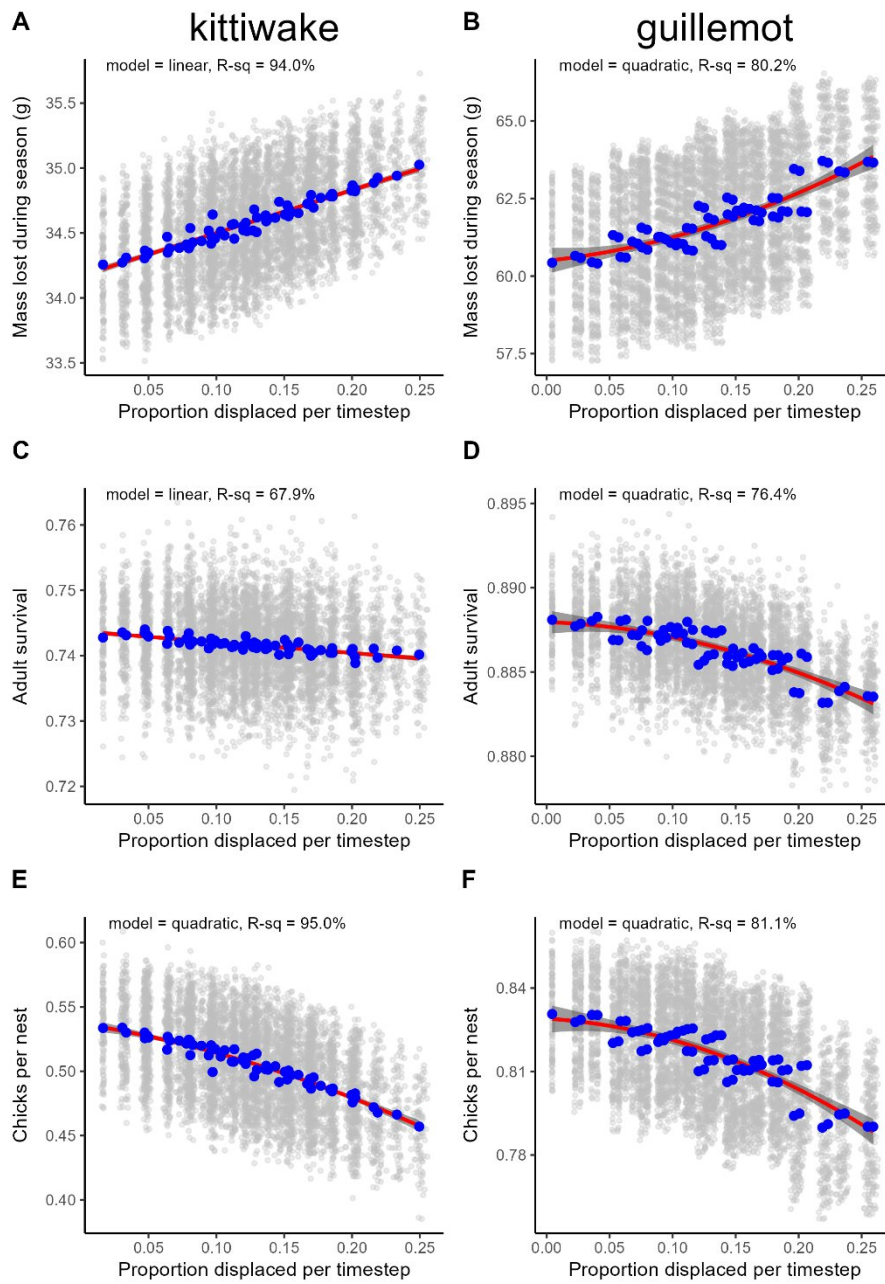 A kittiwake B guillemot
model = linear, R-sq = 94.0%
model = quadratic, R-sq = 80.2%
Mass lost during season (g)
35.5
35.0
34.5
34.0
33.5
0.05 0.10 0.15 0.20 0.25
Proportion displaced per timestep
Mass lost during season (g)
65.0
62.5
60.0
57.5
0.00 0.05 0.10 0.15 0.20 0.25
Proportion displaced per timestep
C
model = linear, R-sq = 67.9%
Adult survival
0.76
0.75
0.74
0.73
0.72
0.05 0.10 0.15 0.20 0.25
Proportion displaced per timestep
D
model = quadratic, R-sq = 76.4%
Adult survival
0.895
0.890
0.885
0.880
0.00 0.05 0.10 0.15 0.20 0.25
Proportion displaced per timestep
E
model = quadratic, R-sq = 95.0%
Chicks per nest
0.60
0.55
0.50
0.45
0.40
0.05 0.10 0.15 0.20 0.25
Proportion displaced per timestep
F
model = quadratic, R-sq = 81.1%
Chicks per nest
0.84
0.81
0.78
0.00 0.05 0.10 0.15 0.20 0.25
Proportion displaced per timestep